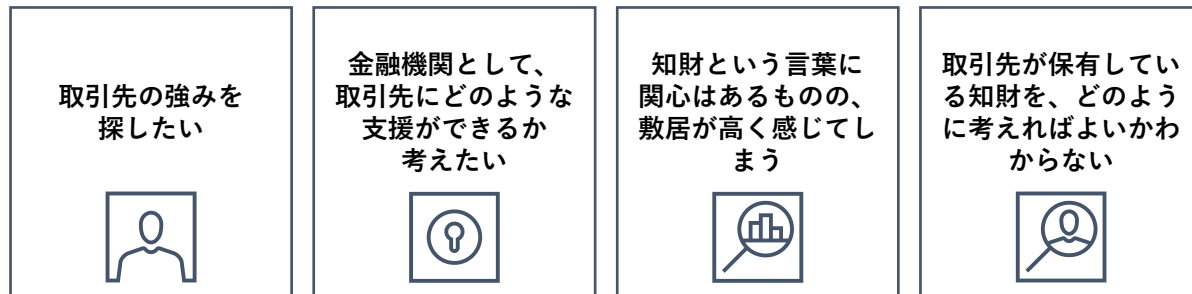 取引先の強みを
探したい
金融機関として、
取引先にどのような
支援ができるか
考えたい
知財という言葉に
関心はあるものの、
敷居が高く感じてし
まう
取引先が保有してい
る知財を、どのよう
に考えればよいかわ
からない